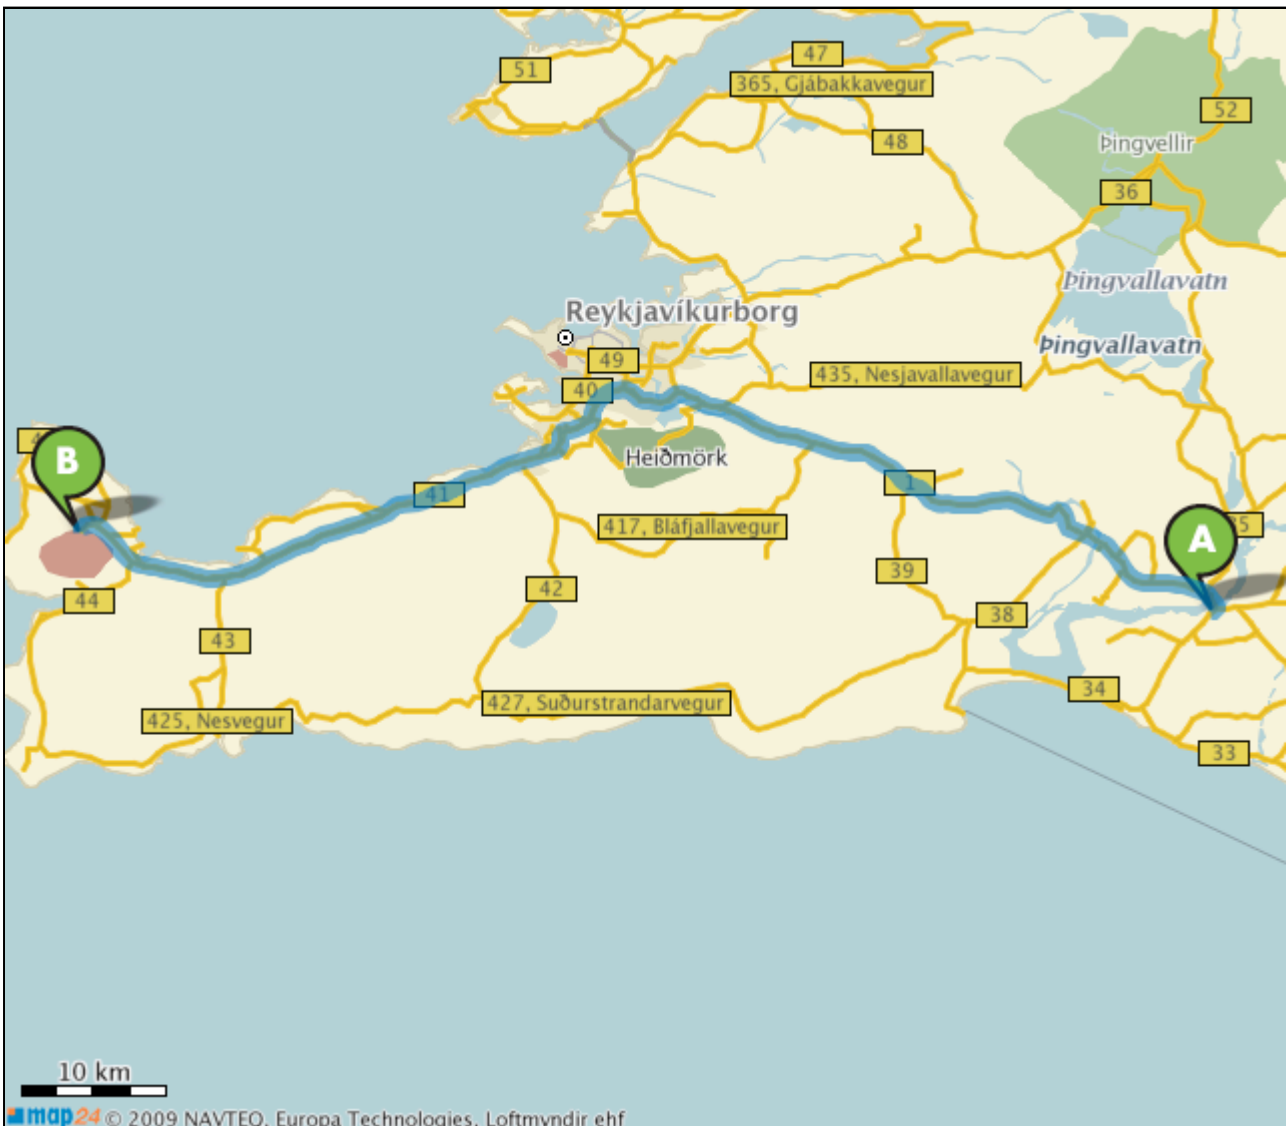 47
51
365, Gjábakkavegur
52
48
Þingvellir
36
Þingvallavatn
Reykjavíkurborg
Þingvallavatn
49
435, Nesjavallavegur
40
B
Heiðmörk
1
41
417, Bláfjallavegur
A
39
42
44
38
43
34
427, Suðurstrandarvegur
425, Nesvegur
33
10 km
map24 © 2009 NAVTEQ, Europa Technologies, Loftmyndir ehf